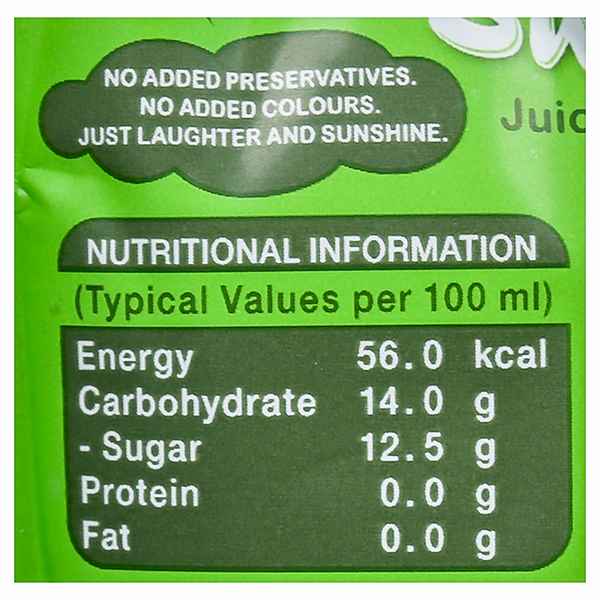 NO ADDED PRESERVATIVES.
NO ADDED COLOURS.
JUST LAUGHTER AND SUNSHINE.
NUTRITIONAL INFORMATION
(Typical Values per 100 ml)
Energy 56.0 kcal
Carbohydrate 14.0 g
- Sugar 12.5 g
Protein 0.0 g
Fat 0.0 g